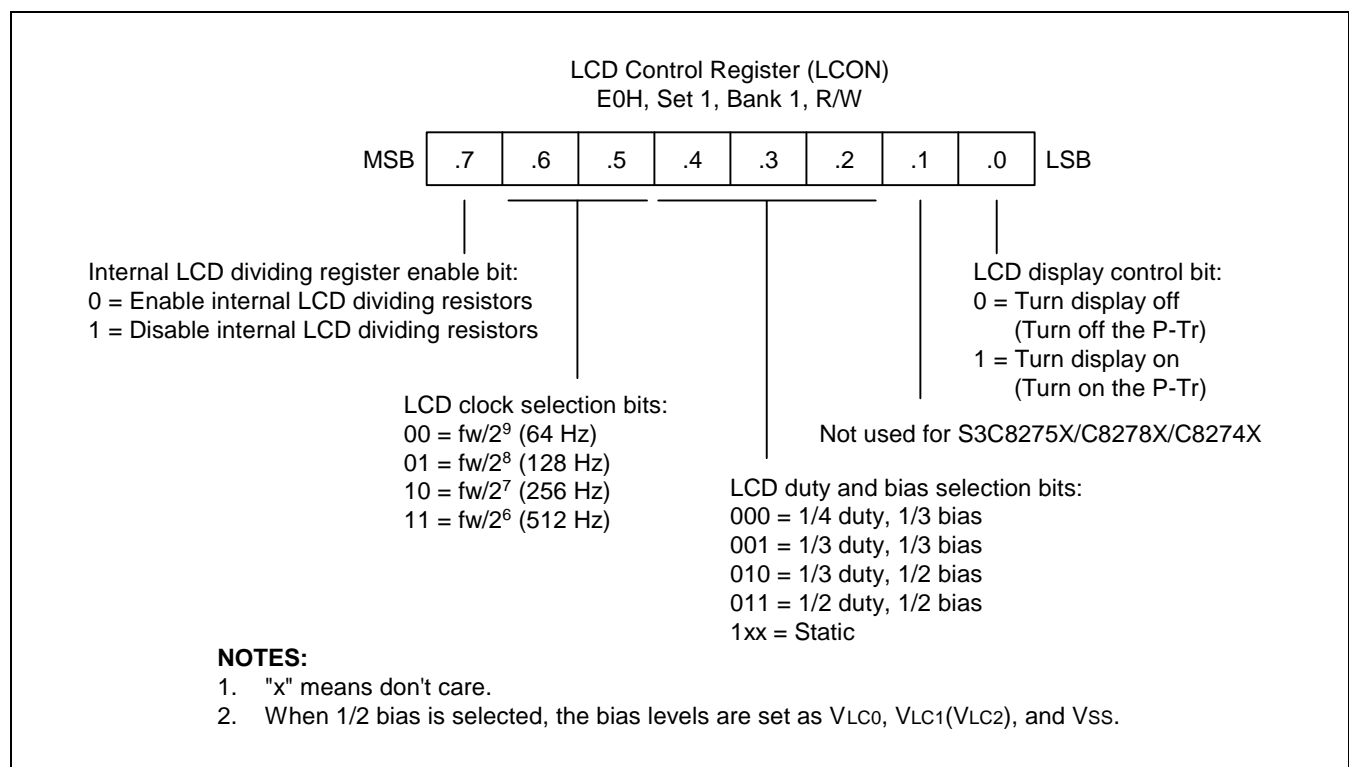 LCD Control Register (LCON)
E0H, Set 1, Bank 1, R/W
MSB .7 .6 .5 .4 .3 .2 .1 .0 LSB
Internal LCD dividing register enable bit:
0 = Enable internal LCD dividing resistors
1 = Disable internal LCD dividing resistors
LCD display control bit:
0 = Turn display off
(Turn off the P-Tr)
1 = Turn display on
(Turn on the P-Tr)
LCD clock selection bits:
00 = fw/2⁹ (64 Hz)
01 = fw/2⁸ (128 Hz)
10 = fw/2⁷ (256 Hz)
11 = fw/2⁶ (512 Hz)
Not used for S3C8275X/C8278X/C8274X
LCD duty and bias selection bits:
000 = 1/4 duty, 1/3 bias
001 = 1/3 duty, 1/3 bias
010 = 1/3 duty, 1/2 bias
011 = 1/2 duty, 1/2 bias
1xx = Static
NOTES:
1. "x" means don't care.
2. When 1/2 bias is selected, the bias levels are set as VLC0, VLC1(VLC2), and VSS.